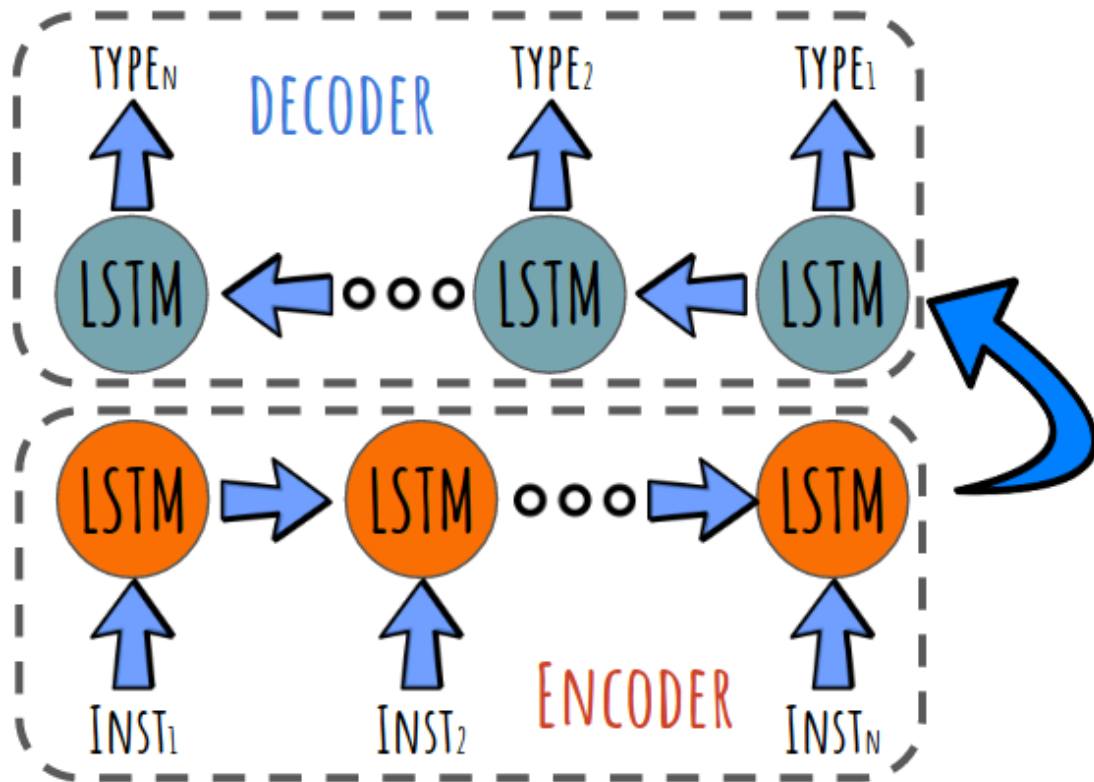 TYPEN TYPE2 TYPE1
DECODER
LSTM LSTM LSTM
LSTM LSTM LSTM
ENCODER
INST1 INST2 INSTN